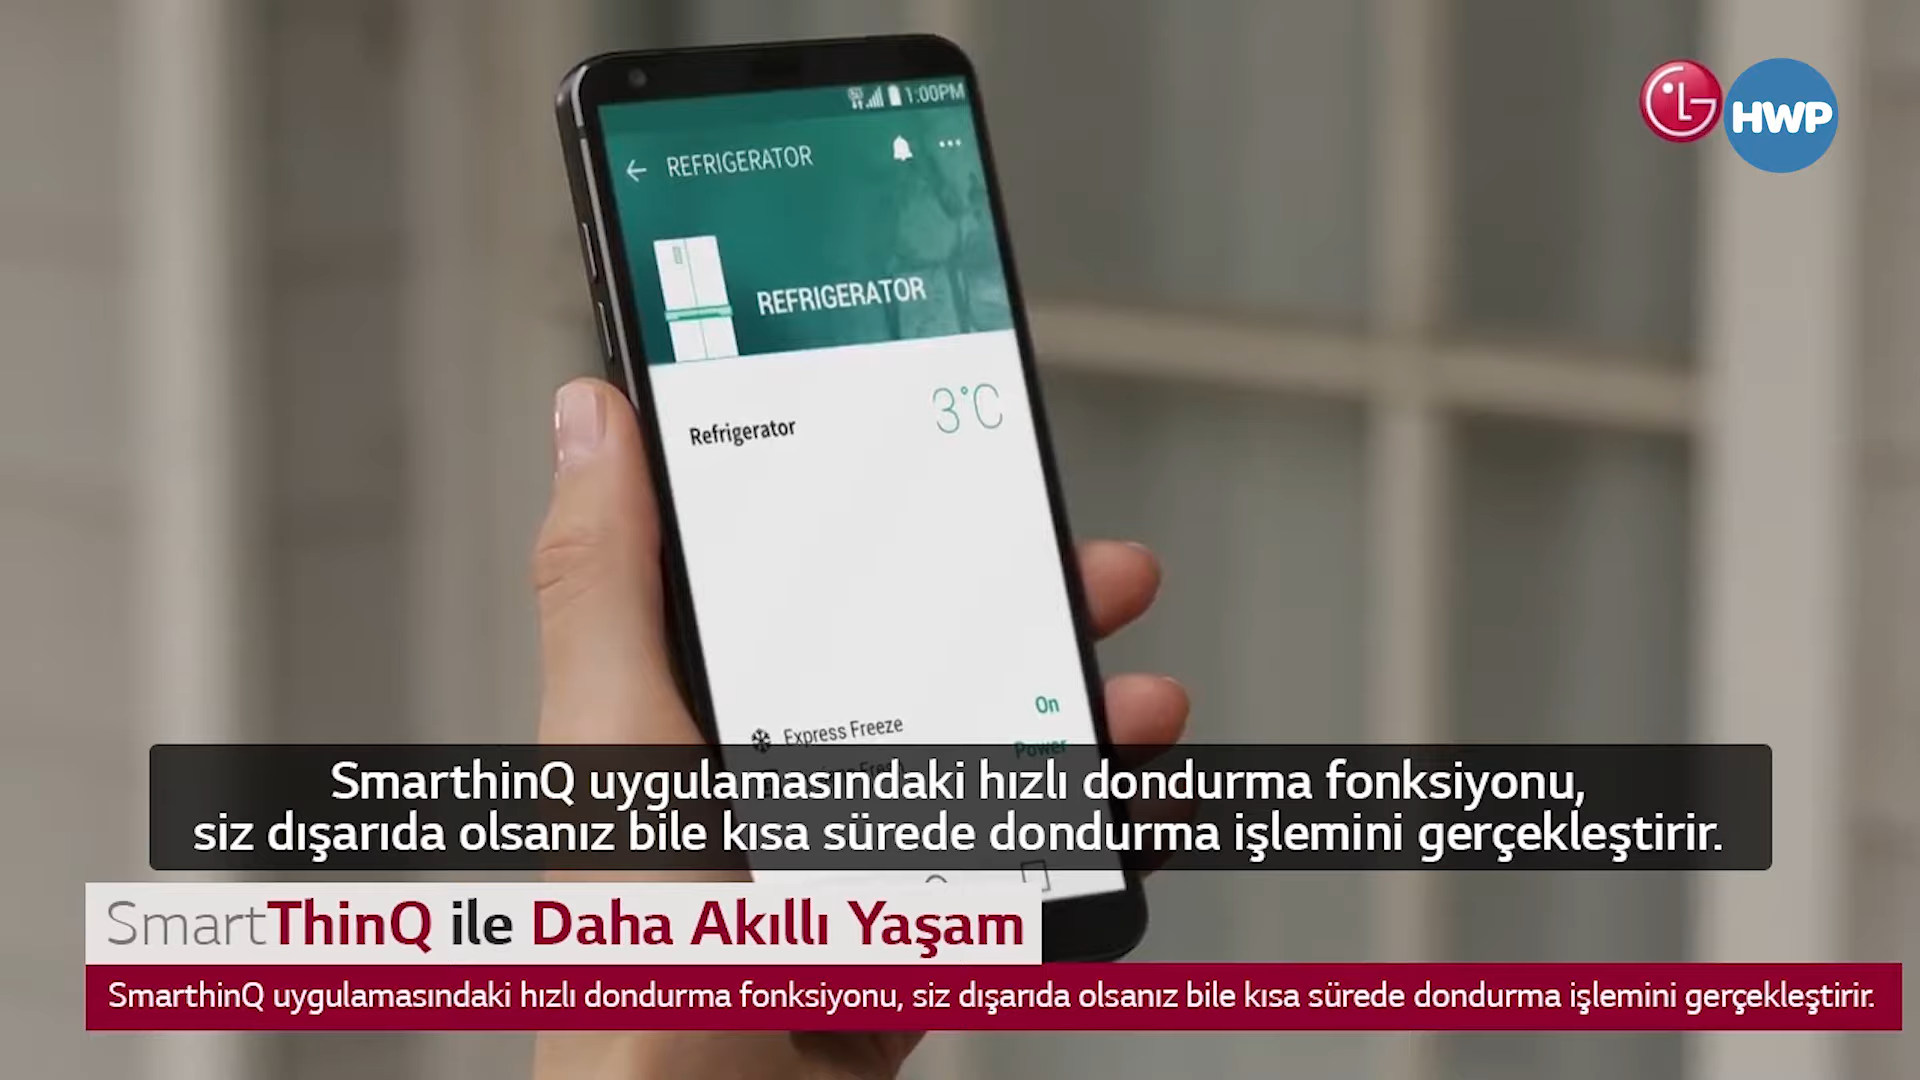 1:00PM
LG
HWP
REFRIGERATOR
REFRIGERATOR
Refrigerator
3°C
On
Express Freeze
Power
SmarthinQ uygulamasındaki hızlı dondurma fonksiyonu,
siz dışarıda olsanız bile kısa sürede dondurma işlemini gerçekleştirir.
SmartThinQ ile Daha Akıllı Yaşam
SmarthinQ uygulamasındaki hızlı dondurma fonksiyonu, siz dışarıda olsanız bile kısa sürede dondurma işlemini gerçekleştirir.